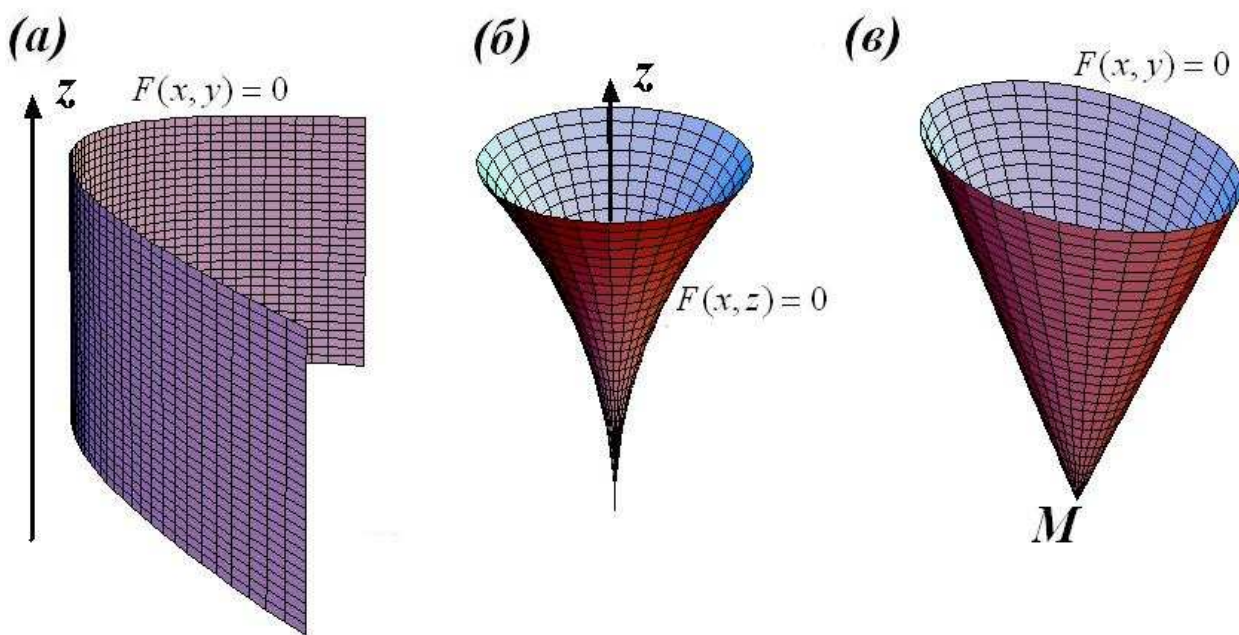 (а)
(б)
(в)
z
F(x, y) = 0
z
F(x, y) = 0
F(x, z) = 0
M